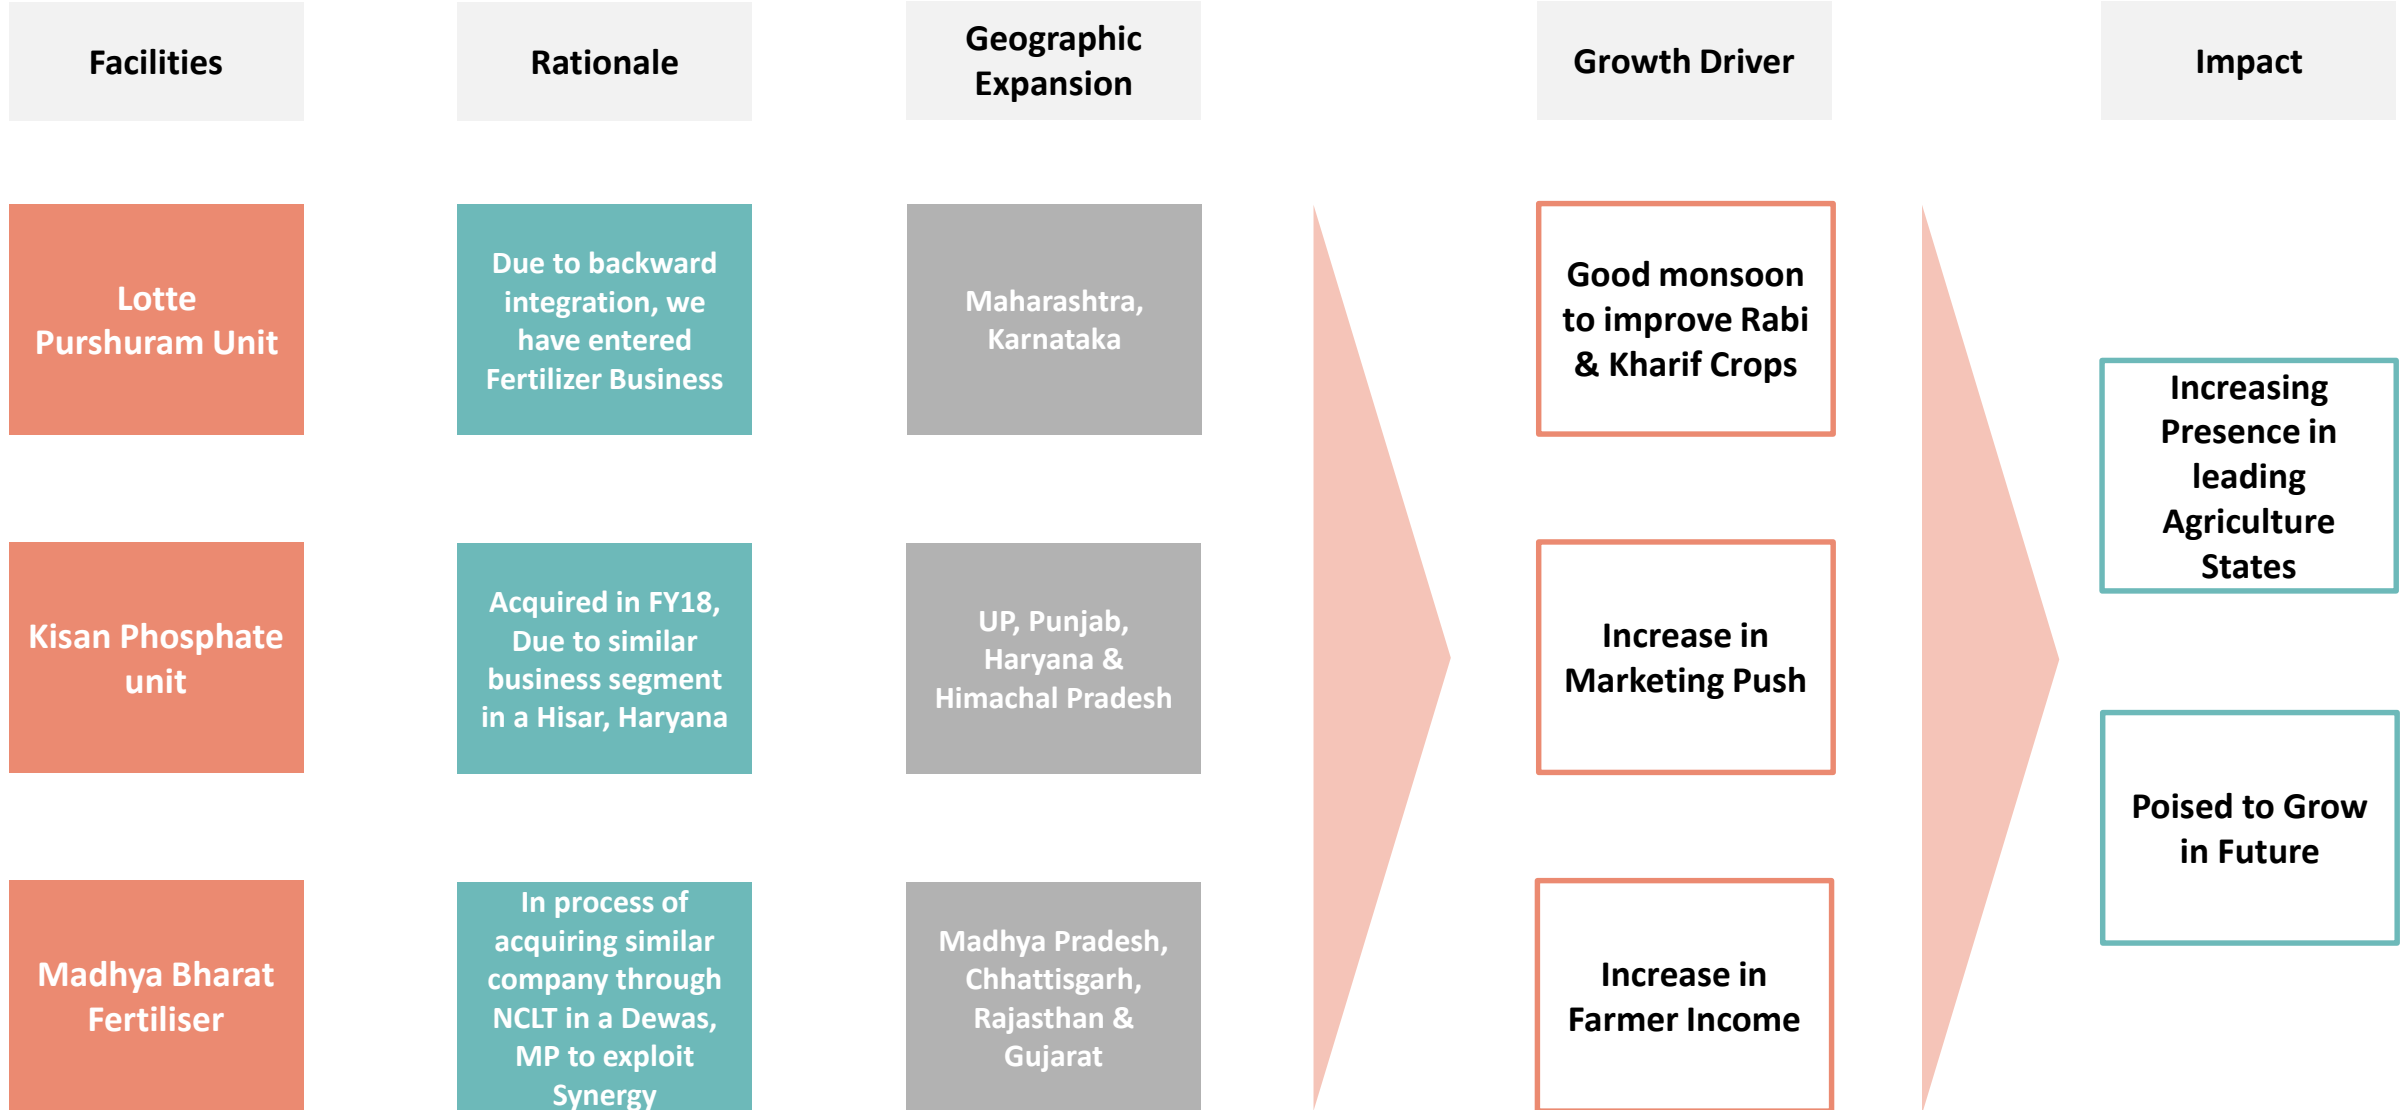 Facilities
Rationale
Geographic
Expansion
Growth Driver
Impact
Lotte
Purshuram Unit
Due to backward
integration, we
have entered
Fertilizer Business
Maharashtra,
Karnataka
Good monsoon
to improve Rabi
& Kharif Crops
Kisan Phosphate
unit
Acquired in FY18,
Due to similar
business segment
in a Hisar, Haryana
UP, Punjab,
Haryana &
Himachal Pradesh
Increase in
Marketing Push
Madhya Bharat
Fertiliser
In process of
acquiring similar
company through
NCLT in a Dewas,
MP to exploit
Synergy
Madhya Pradesh,
Chhattisgarh,
Rajasthan &
Gujarat
Increase in
Farmer Income
Increasing
Presence in
leading
Agriculture
States
Poised to Grow
in Future